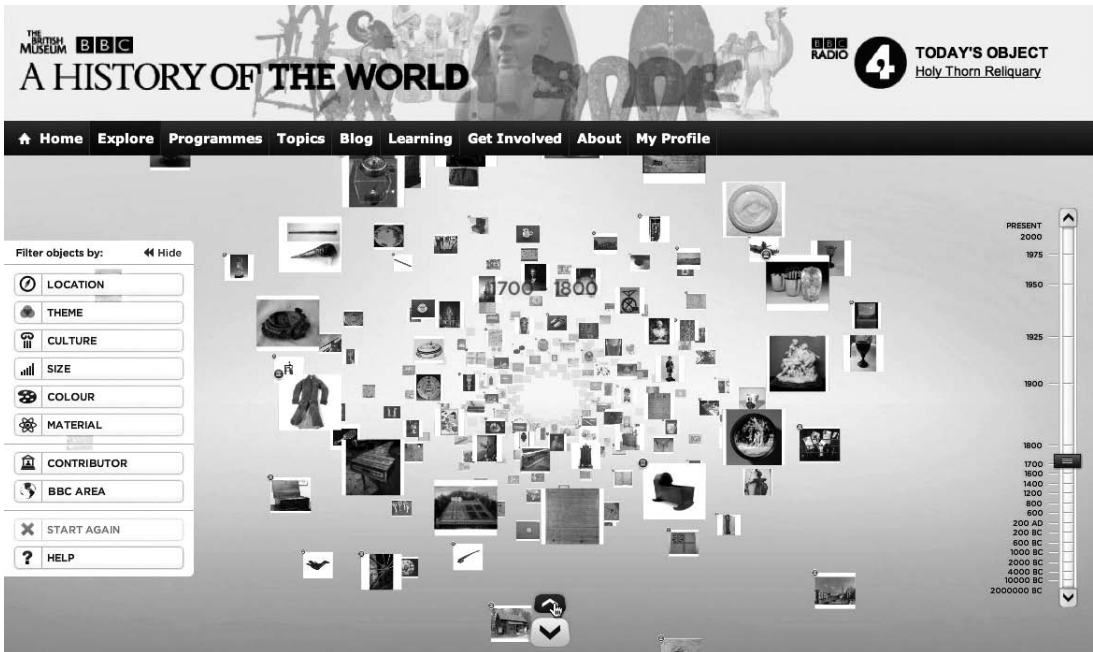 THE
BRITISH
MUSEUM BBC
A HISTORY OF THE WORLD
BBC
RADIO 4
TODAY'S OBJECT
Holy Thorn Reliquary
Home Explore Programmes Topics Blog Learning Get Involved About My Profile
Filter objects by: Hide
LOCATION
THEME
CULTURE
SIZE
COLOUR
MATERIAL
CONTRIBUTOR
BBC AREA
START AGAIN
? HELP
1700 1800
PRESENT
2000
1975
1950
1925
1900
1800
1700
1600
1400
1200
800
600
200 AD
200 BC
600 BC
1000 BC
2000 BC
4000 BC
10000 BC
2000000 BC